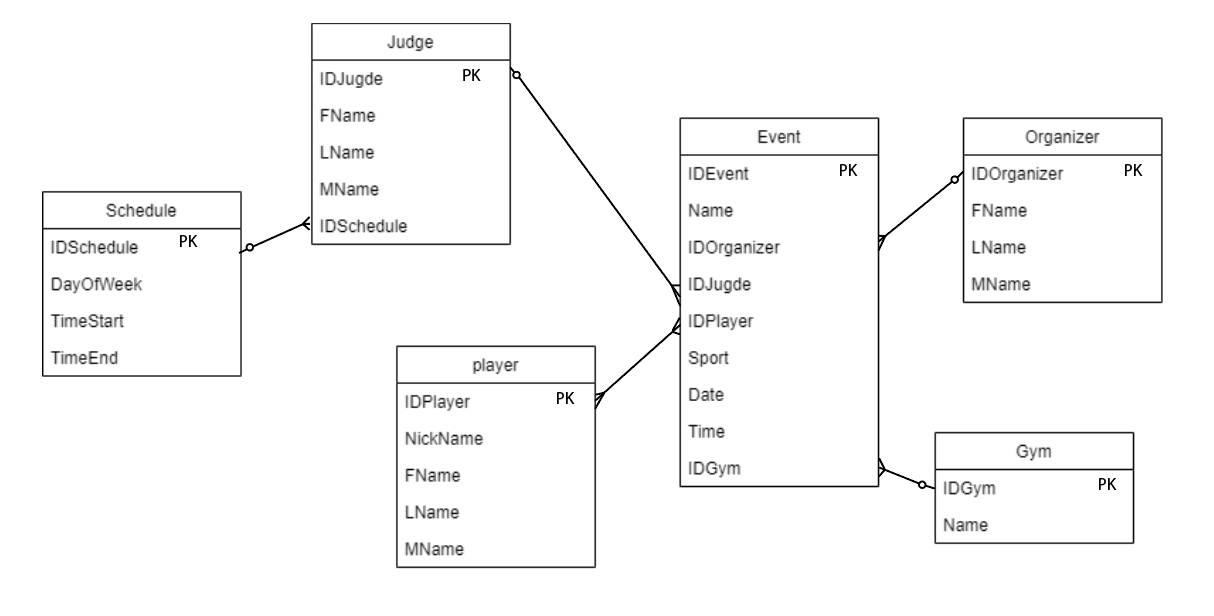 Judge
IDJugde PK
FName
LName
MName
IDSchedule
Schedule
IDSchedule PK
DayOfWeek
TimeStart
TimeEnd
player
IDPlayer PK
NickName
FName
LName
MName
Event
IDEvent PK
Name
IDOrganizer
IDJugde
IDPlayer
Sport
Date
Time
IDGym
Organizer
IDOrganizer PK
FName
LName
MName
Gym
IDGym PK
Name